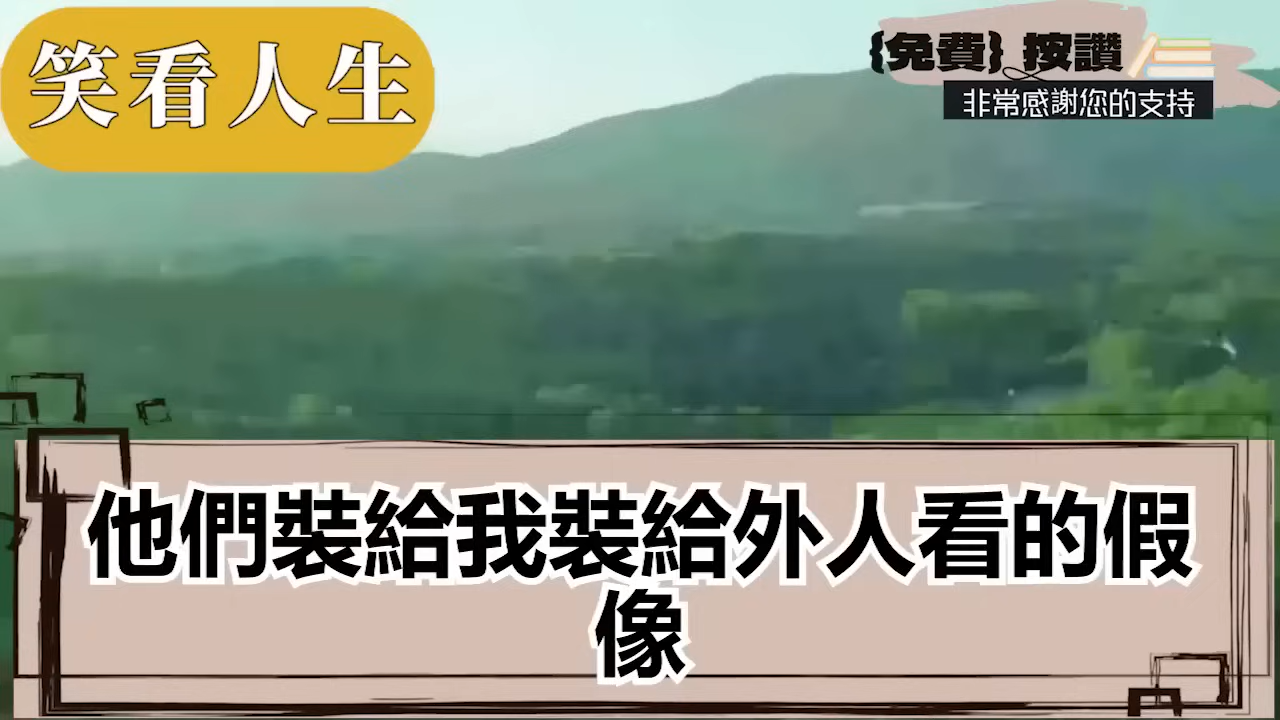 笑看人生
{免費} 按讚
非常感謝您的支持
他們裝給我裝給外人看的假
像